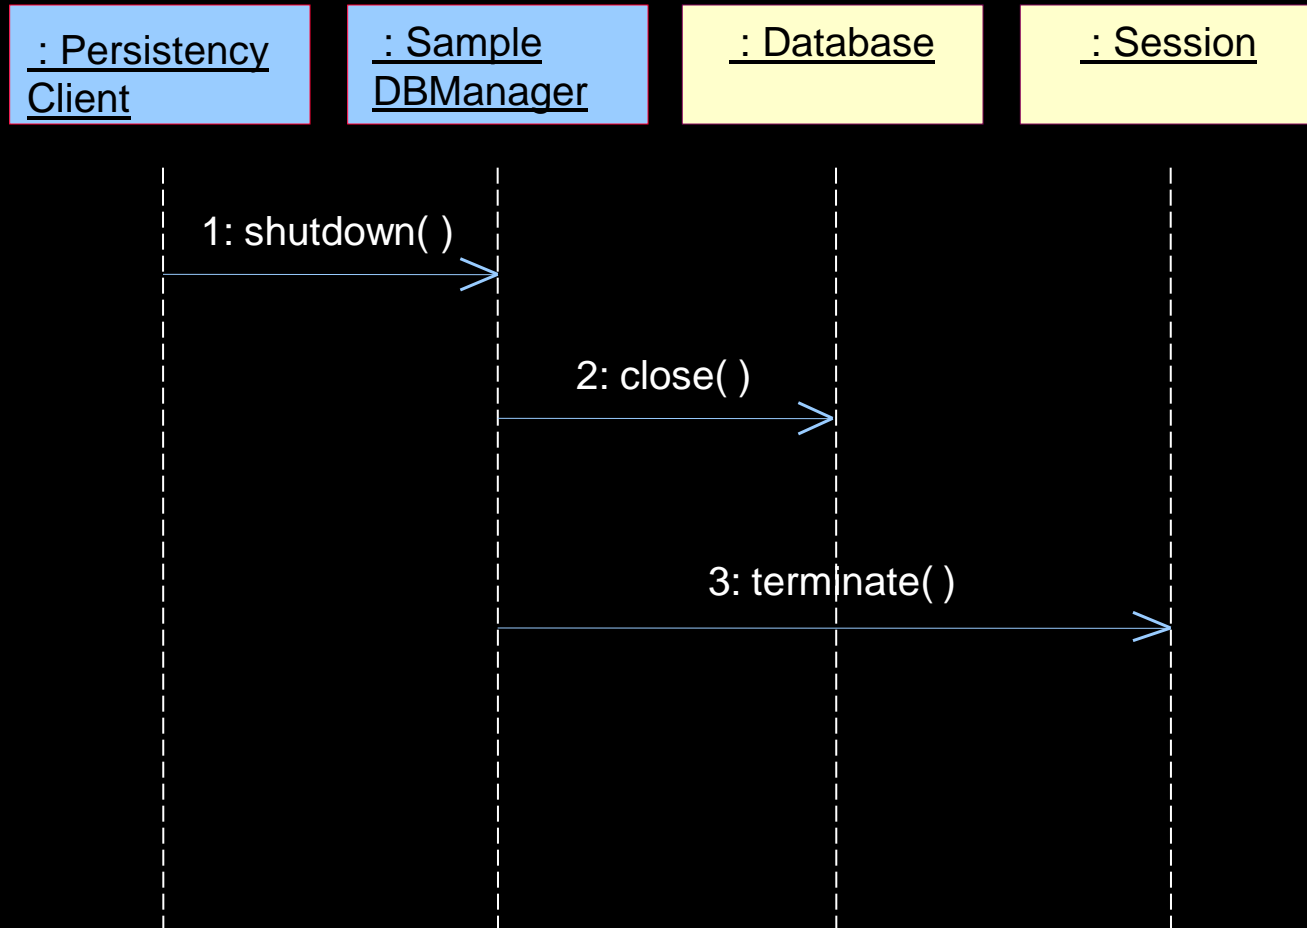 : Persistency
Client
: Sample
DBManager
: Database
: Session
1: shutdown( )
2: close( )
3: terminate( )